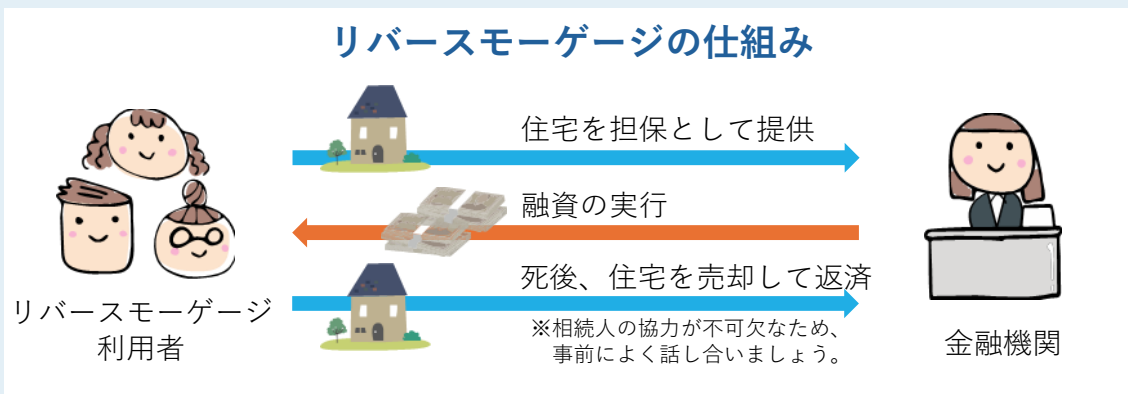 リバースモーゲージの仕組み
住宅を担保として提供
融資の実行
死後、住宅を売却して返済
※相続人の協力が不可欠なため、
事前によく話し合いましょう。
リバースモーゲージ
利用者
金融機関